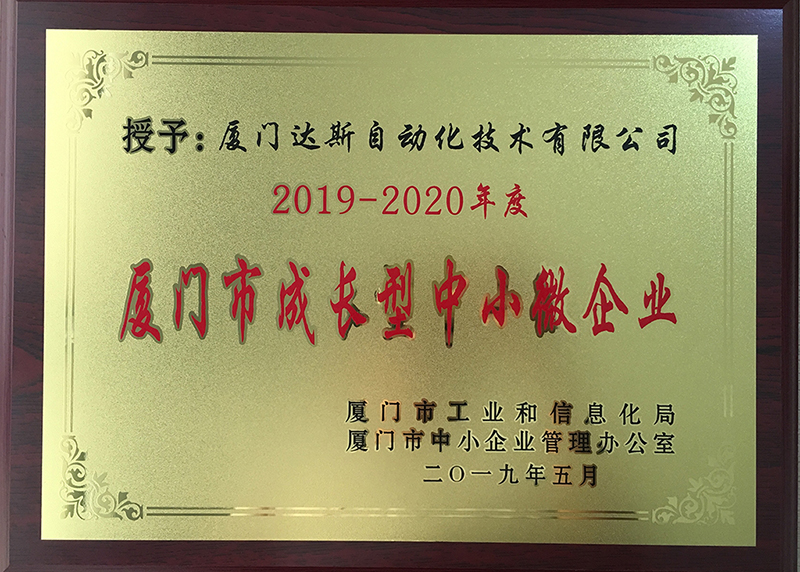 授予：厦门达斯自动化技术有限公司
2019-2020年度
厦门市成长型中小微企业
厦门市工业和信息化局
厦门市中小企业管理办公室
二〇一九年五月